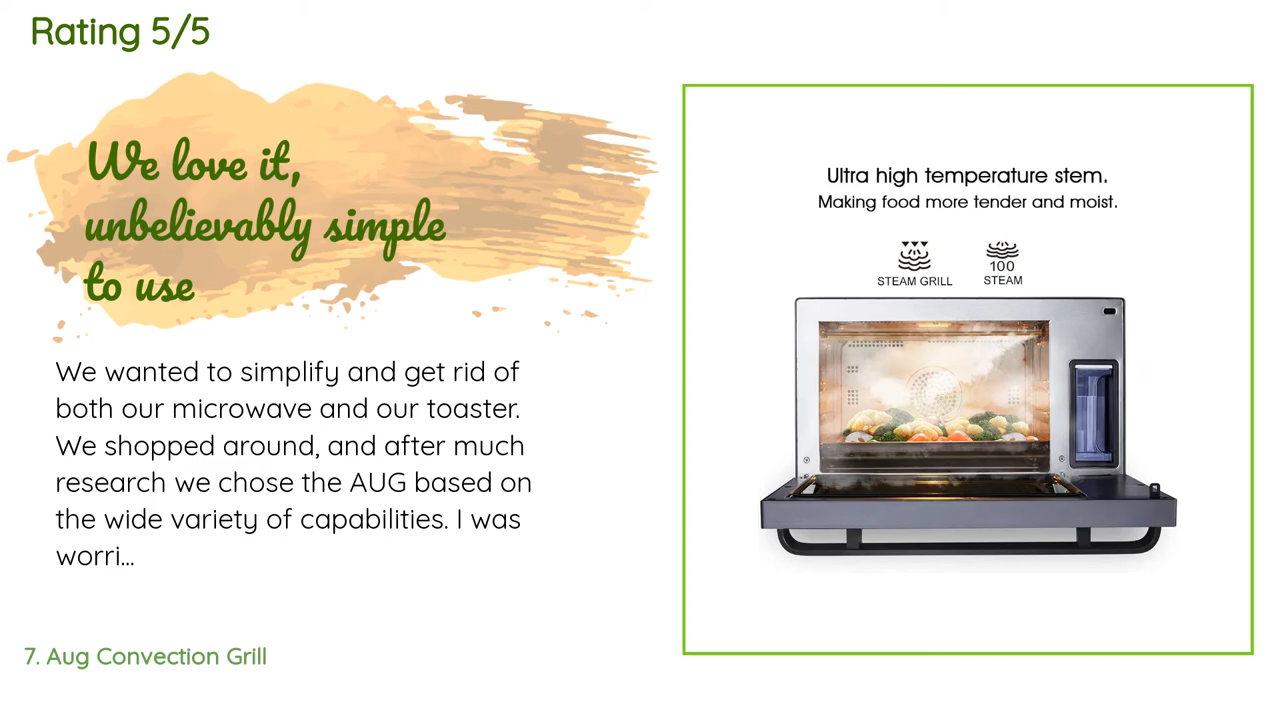 Rating 5/5
We love it,
unbelievably simple
to use
We wanted to simplify and get rid of
both our microwave and our toaster.
We shopped around, and after much
research we chose the AUG based on
the wide variety of capabilities. I was
worri...
7. Aug Convection Grill
Ultra high temperature stem.
Making food more tender and moist.
STEAM GRILL
100
STEAM